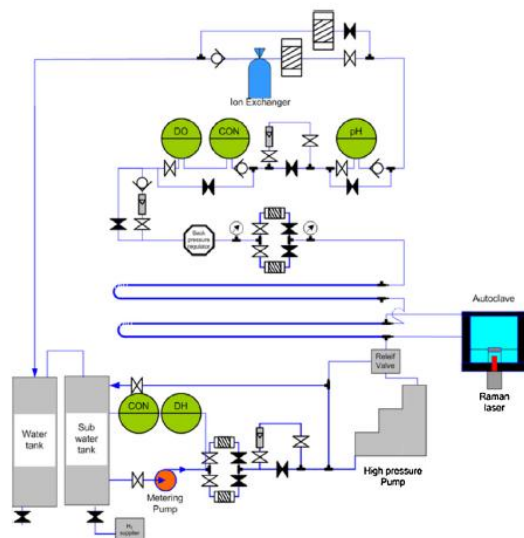 Ion Exchanger
DO
CON
pH
Back
pressure
regulator
Autoclave
Releif
Valve
Raman
laser
CON
DH
Water
tank
Sub
water
tank
High pressure
Pump
Metering
Pump
H₂
supplier